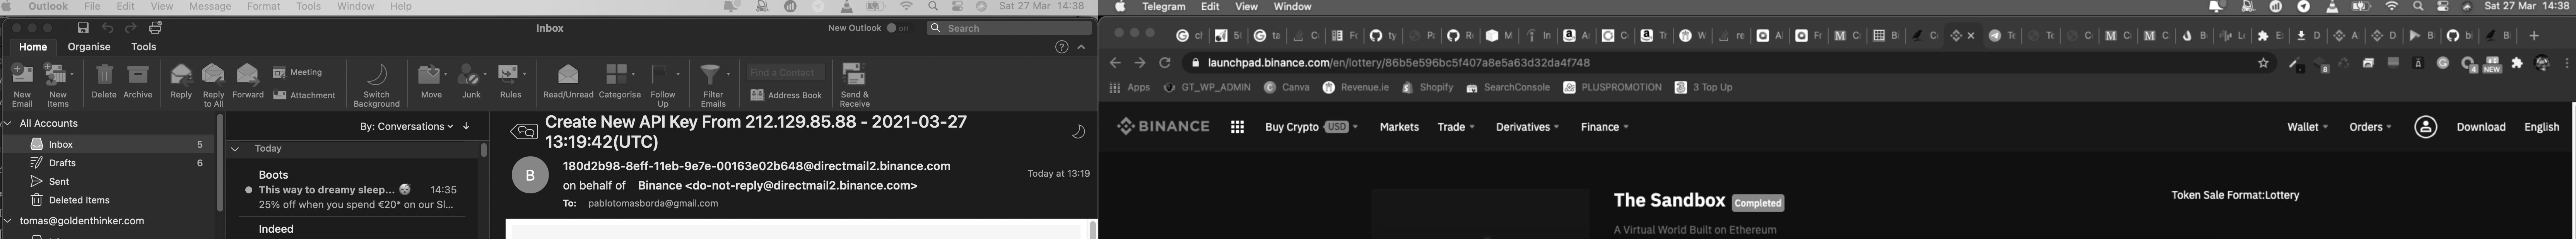 Outlook File Edit View Message Format Tools Window Help Sat 27 Mar 14:38
Inbox New Outlook Search
Home Organise Tools
New Email New Items Delete Archive Reply Reply to All Forward Meeting Attachment Switch Background Move Junk Rules Read/Unread Categorise Follow Up Filter Emails Find a Contact Address Book Send & Receive
All Accounts
Inbox 5
Drafts 6
Sent
Deleted Items
tomas@goldenthinker.com
By: Conversations
Today
Boots
This way to dreamy sleep... 14:35
25% off when you spend €20* on our Sl...
Indeed
Create New API Key From 212.129.85.88 - 2021-03-27
13:19:42(UTC)
B
180d2b98-8eff-11eb-9e7e-00163e02b648@directmail2.binance.com
on behalf of Binance <do-not-reply@directmail2.binance.com>
Today at 13:19
To: pablotomasborda@gmail.com
Telegram Edit View Window Sat 27 Mar 14:38
launchpad.binance.com/en/lottery/86b5e596bc5f407a8e5a63d32da4f748
Apps GT_WP_ADMIN Canva Revenue.ie Shopify SearchConsole PLUSPROMOTION 3 Top Up
BINANCE Buy Crypto USD Markets Trade Derivatives Finance Wallet Orders Download English
The Sandbox Completed
Token Sale Format:Lottery
A Virtual World Built on Ethereum